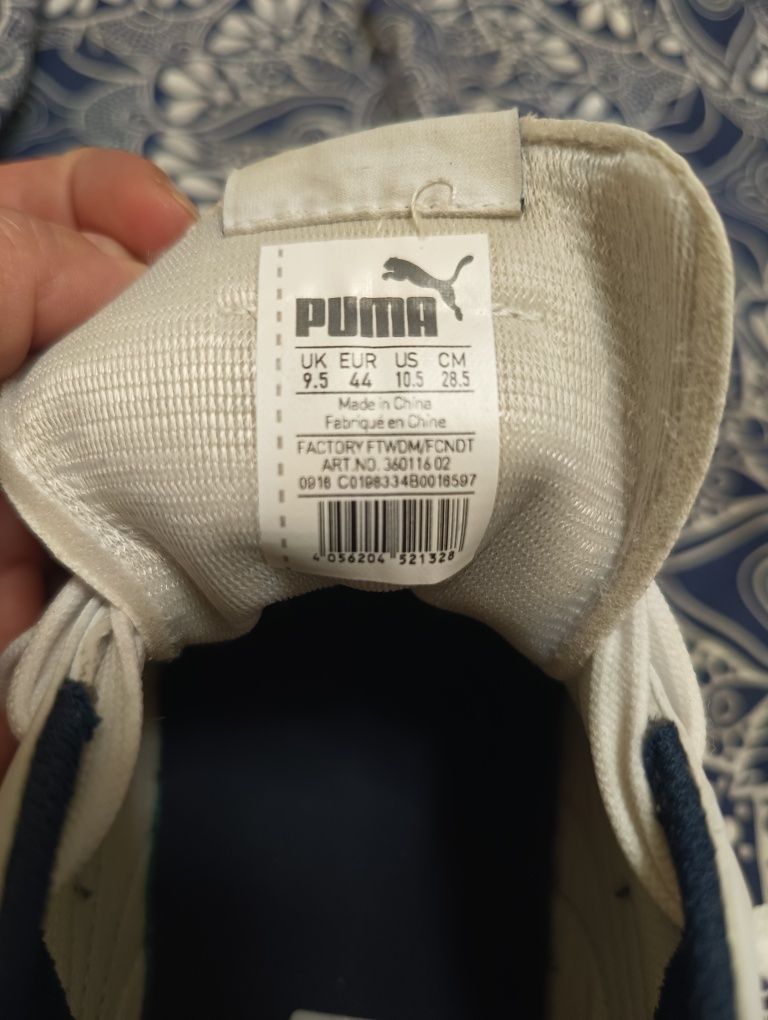 PUMA
UK EUR US CM
9.5 44 10.5 28.5
Made in China
Fabriqué en Chine
FACTORY FTWDM/FCNDT
ART.NO. 360116 02
0916 C0198334B0016597
4 056204 521328